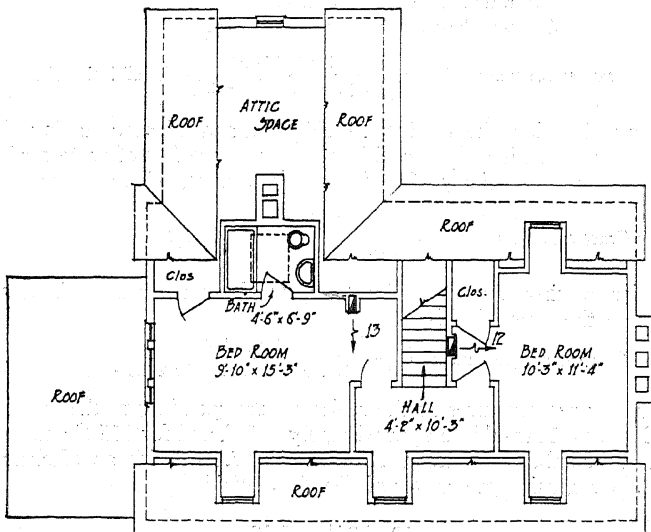 ROOF
ATTIC
SPACE
ROOF
ROOF
CLOS
BATH
4'-6" x 6'-9"
CLOS.
13
12
BED ROOM
9'-10" x 15'-3"
BED ROOM
10'-3" x 11'-4"
ROOF
HALL
4'-2" x 10'-3"
ROOF